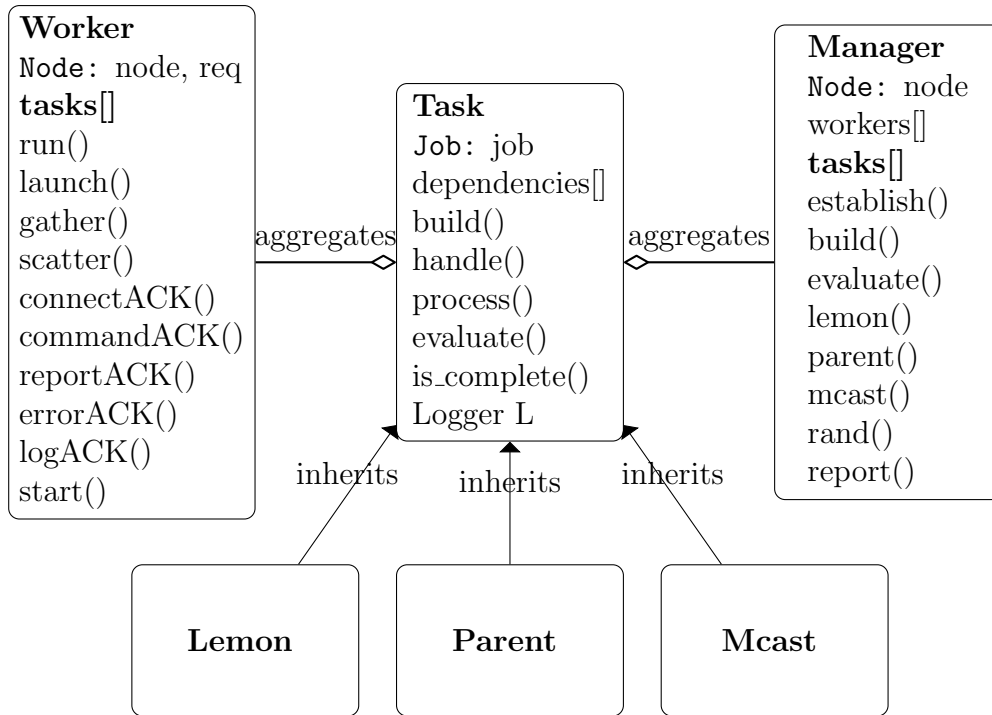 Worker
Node: node, req
tasks[]
run()
launch()
gather()
scatter()
connectACK()
commandACK()
reportACK()
errorACK()
logACK()
start()
aggregates
Task
Job: job
dependencies[]
build()
handle()
process()
evaluate()
is_complete()
Logger L
aggregates
Manager
Node: node
workers[]
tasks[]
establish()
build()
evaluate()
lemon()
parent()
mcast()
rand()
report()
inherits
inherits
inherits
Lemon
Parent
Mcast